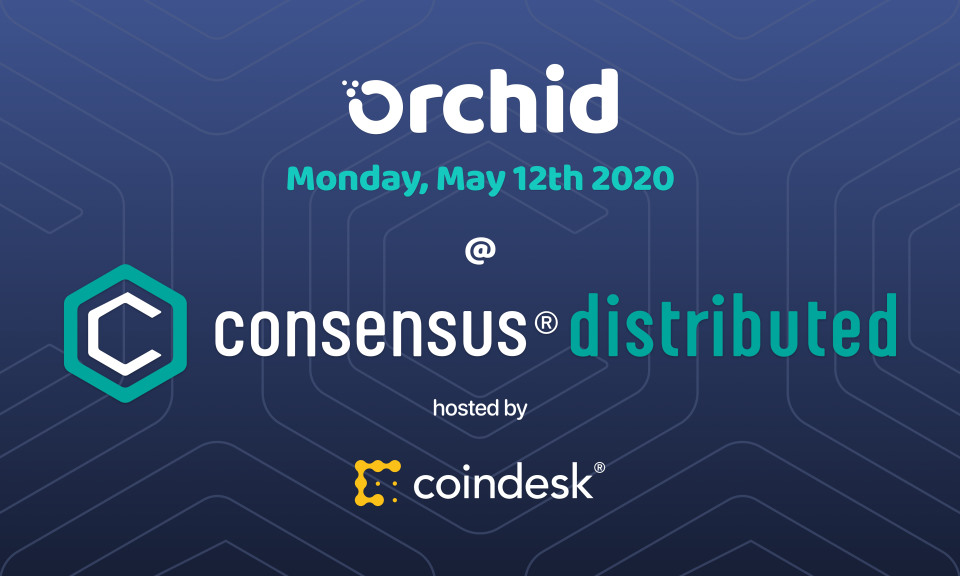 Orchid
Monday, May 12th 2020
@
consensus® distributed
hosted by
coindesk®